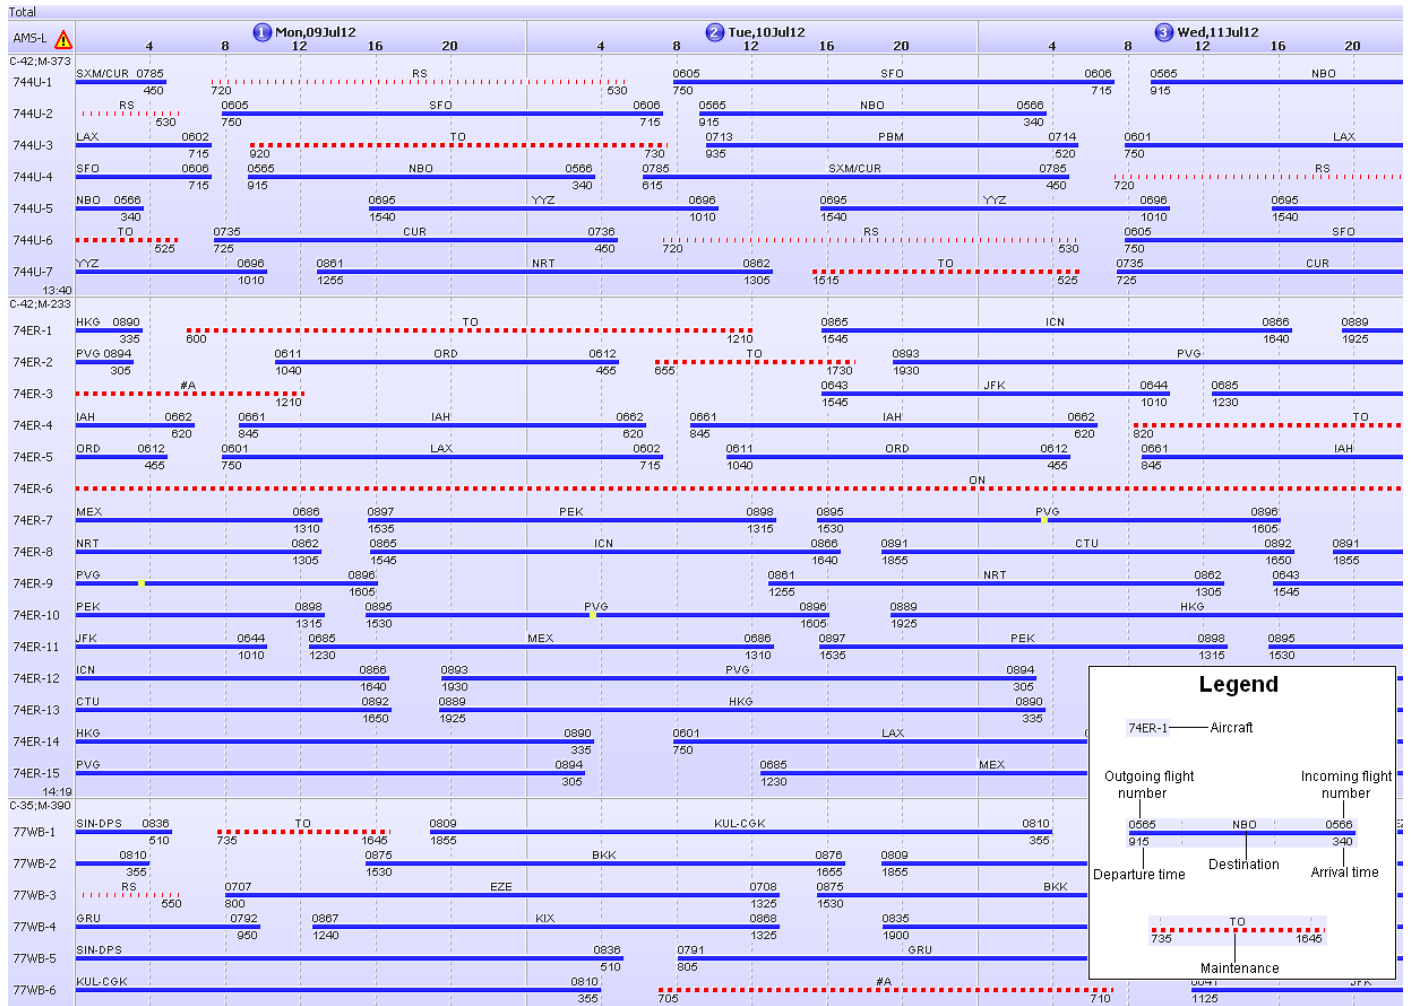 Total
AMS-L 1 Mon,09Jul12 2 Tue,10Jul12 3 Wed,11Jul12
4 8 12 16 20 4 8 12 16 20 4 8 12 16 20
C-42;M-373
SXM/CUR 0785 RS 0605 SFO 0606 0565 NBO
744U-1
450 720 530 750 715 915
RS 0605 SFO 0606 0565 NBO 0566
744U-2
530 750 715 915 340
LAX 0602 TO 0713 PBM 0714 0601 LAX
744U-3
715 920 730 935 520 750
SFO 0606 0565 NBO 0566 0785 SXM/CUR 0785 RS
744U-4
715 915 340 615 450 720
NBO 0566 0695 YYZ 0696 0695 YYZ 0696 0695
744U-5
340 1540 1010 1540 1010 1540
TO 0735 CUR 0736 RS 0605 SFO
744U-6
525 725 450 720 530 750
YYZ 0696 0861 NRT 0862 TO 0735 CUR
744U-7
1010 1255 1305 1515 525 725
13:40
C-42;M-233
HKG 0890 TO 0865 ICN 0866 0889
74ER-1
335 600 1210 1545 1640 1925
PVG 0894 0611 ORD 0612 TO 0893 PVG
74ER-2
305 1040 455 655 1730 1930
#A 0643 JFK 0644 0685
74ER-3
1210 1545 1010 1230
IAH 0662 0661 IAH 0662 0661 IAH 0662 TO
74ER-4
620 845 620 845 620 820
ORD 0612 0601 LAX 0602 0611 ORD 0612 0661 IAH
74ER-5
455 750 715 1040 465 845
ON
74ER-6
MEX 0686 0897 PEK 0898 0895 PVG 0896
74ER-7
1310 1535 1315 1530 1605
NRT 0862 0865 ICN 0866 0891 CTU 0892 0891
74ER-8
1305 1545 1640 1855 1650 1855
PVG 0896 0861 NRT 0862 0643
74ER-9
1605 1255 1305 1545
PEK 0898 0895 PVG 0896 0889 HKG
74ER-10
1315 1530 1605 1925
JFK 0644 0685 MEX 0686 0897 PEK 0898 0895
74ER-11
1010 1230 1310 1535 1315 1530
ICN 0866 0893 PVG 0894
74ER-12
1640 1930 305
CTU 0892 0889 HKG 0890
74ER-13
1650 1925 335
HKG 0890 0601 LAX
74ER-14
335 750
PVG 0894 0685 MEX
74ER-15
305 1230
14:19
C-35;M-390
SIN-DPS 0836 TO 0809 KUL-CGK 0810
77WB-1
510 735 1645 1855 355
0810 0875 BKK 0876 0809
77WB-2
355 1530 1655 1855
RS 0707 EZE 0708 0875 BKK
77WB-3
550 800 1325 1530
GRU 0792 0867 KIX 0868 0835
77WB-4
950 1240 1325 1900
SIN-DPS 0836 0791 GRU
77WB-5
510 805
KUL-CGK 0810 #A
77WB-6
355 705 710 1125
Legend
74ER-1 Aircraft
Outgoing flight number
Incoming flight number
0565 NBO 0566
915 340
Departure time
Destination
Arrival time
TO
735 1645
Maintenance